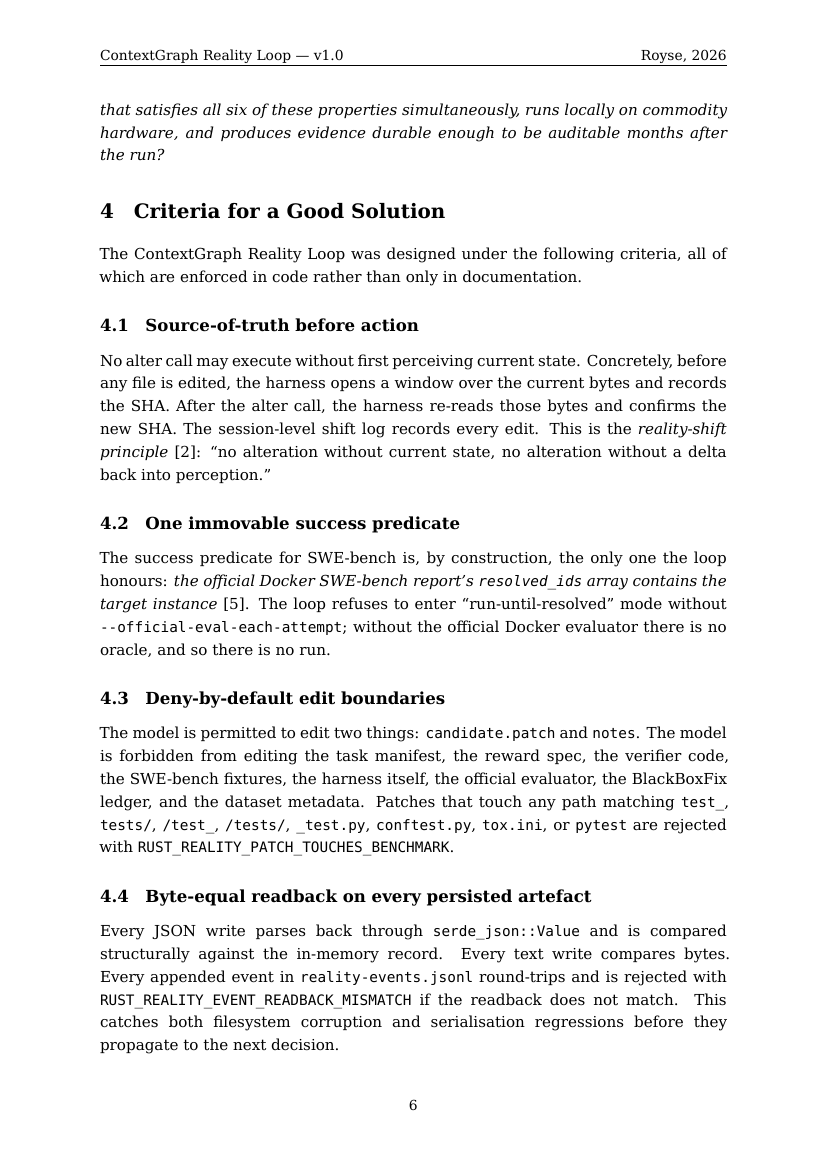 ContextGraph Reality Loop — v1.0 Royse, 2026
that satisfies all six of these properties simultaneously, runs locally on commodity
hardware, and produces evidence durable enough to be auditable months after
the run?
4 Criteria for a Good Solution
The ContextGraph Reality Loop was designed under the following criteria, all of
which are enforced in code rather than only in documentation.
4.1 Source-of-truth before action
No alter call may execute without first perceiving current state. Concretely, before
any file is edited, the harness opens a window over the current bytes and records
the SHA. After the alter call, the harness re-reads those bytes and confirms the
new SHA. The session-level shift log records every edit. This is the reality-shift
principle [2]: “no alteration without current state, no alteration without a delta
back into perception.”
4.2 One immovable success predicate
The success predicate for SWE-bench is, by construction, the only one the loop
honours: the official Docker SWE-bench report’s resolved_ids array contains the
target instance [5]. The loop refuses to enter “run-until-resolved” mode without
--official-eval-each-attempt; without the official Docker evaluator there is no
oracle, and so there is no run.
4.3 Deny-by-default edit boundaries
The model is permitted to edit two things: candidate.patch and notes. The model
is forbidden from editing the task manifest, the reward spec, the verifier code,
the SWE-bench fixtures, the harness itself, the official evaluator, the BlackBoxFix
ledger, and the dataset metadata. Patches that touch any path matching test_,
tests/, /test_, /tests/, _test.py, conftest.py, tox.ini, or pytest are rejected
with RUST_REALITY_PATCH_TOUCHES_BENCHMARK.
4.4 Byte-equal readback on every persisted artefact
Every JSON write parses back through serde_json::Value and is compared
structurally against the in-memory record. Every text write compares bytes.
Every appended event in reality-events.jsonl round-trips and is rejected with
RUST_REALITY_EVENT_READBACK_MISMATCH if the readback does not match. This
catches both filesystem corruption and serialisation regressions before they
propagate to the next decision.
6